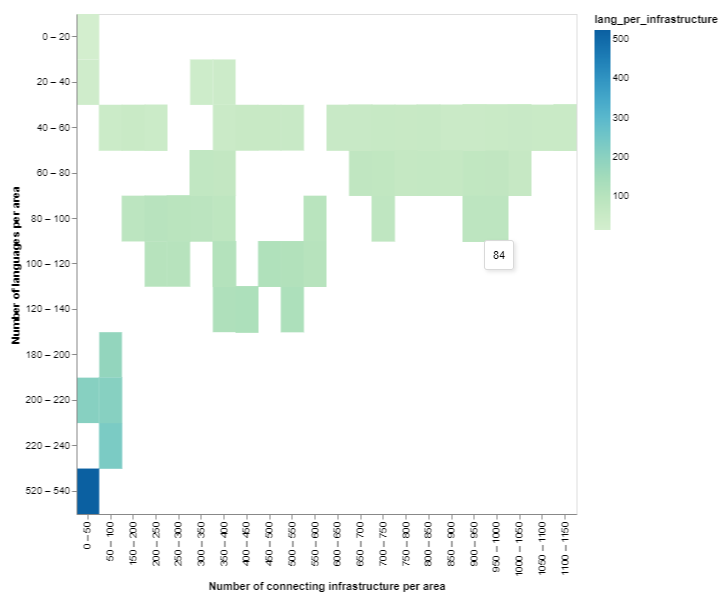 lang_per_infrastructure
500
400
300
200
100
Number of languages per area
0 – 20
20 – 40
40 – 60
60 – 80
80 – 100
100 – 120
120 – 140
180 – 200
200 – 220
220 – 240
520 – 540
84
0 – 50
50 – 100
150 – 200
200 – 250
250 – 300
300 – 350
350 – 400
400 – 450
450 – 500
500 – 550
550 – 600
600 – 650
650 – 700
700 – 750
750 – 800
800 – 850
850 – 900
900 – 950
950 – 1000
1000 – 1050
1050 – 1100
1100 – 1150
Number of connecting infrastructure per area